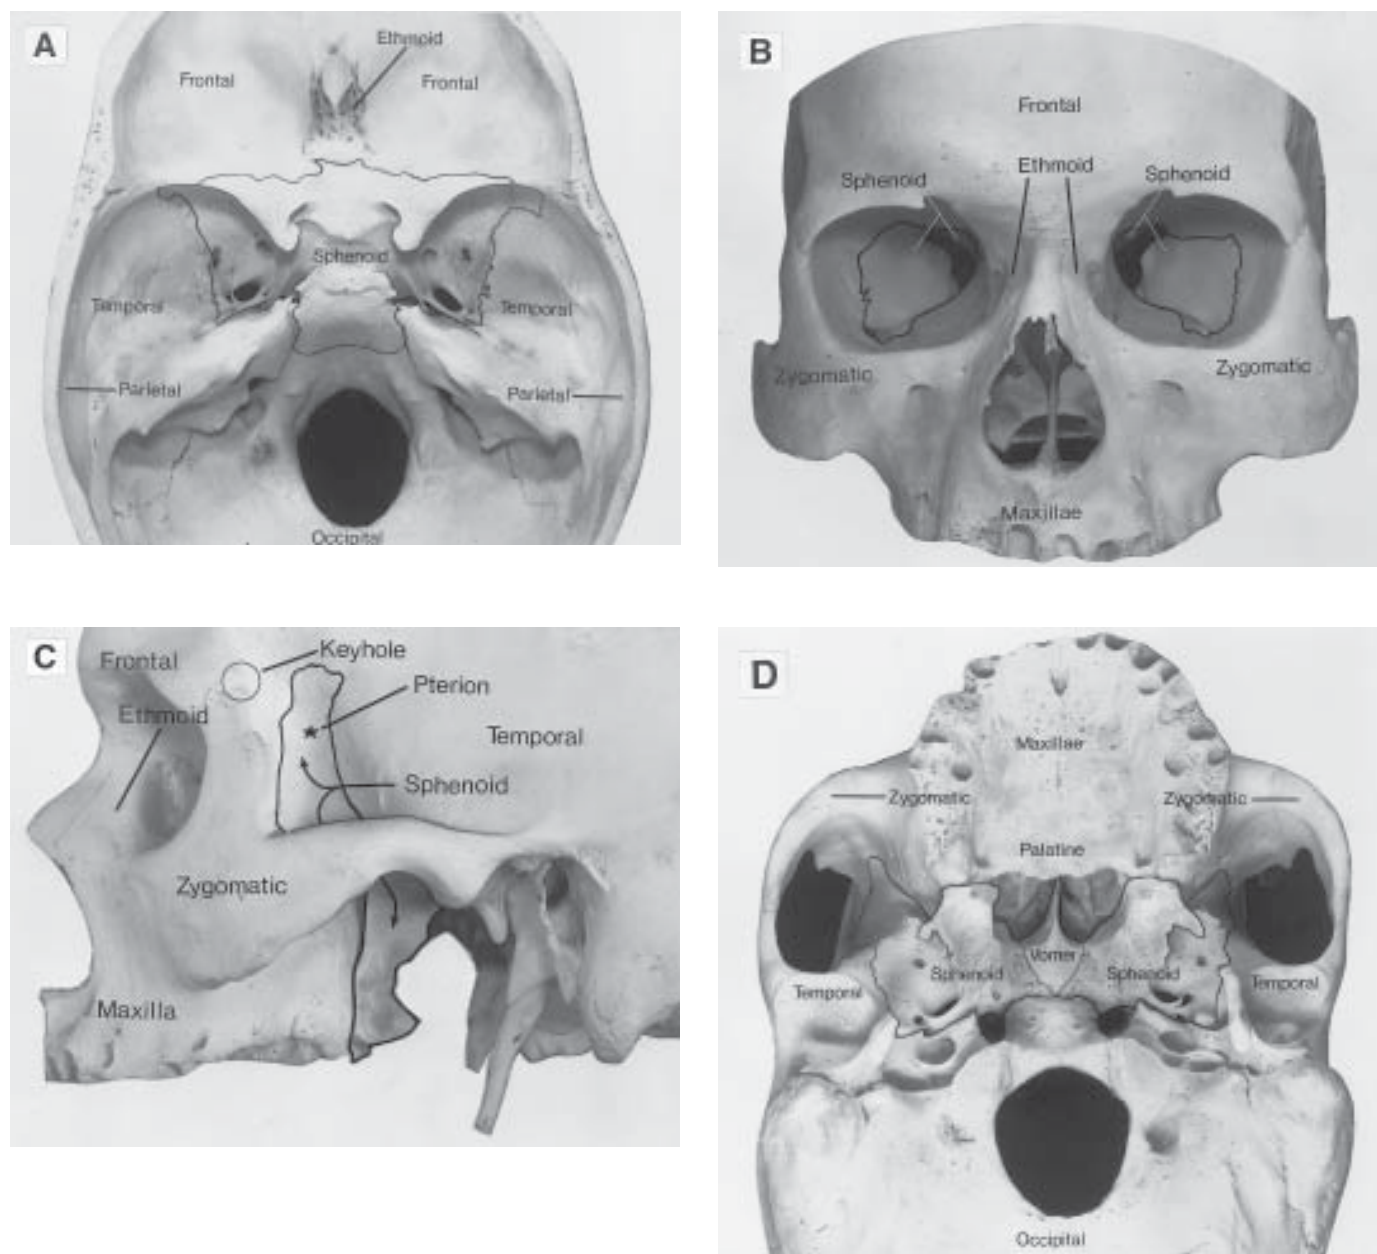 A
Ethmoid
Frontal
Frontal
Sphenoid
Temporal
Temporal
Parietal
Parietal
Occipital
B
Frontal
Ethmoid
Sphenoid
Sphenoid
Zygomatic
Zygomatic
Maxillae
C
Keyhole
Frontal
Pterion
Ethmoid
Temporal
Sphenoid
Zygomatic
Maxilla
D
Maxillae
Zygomatic
Zygomatic
Palatine
Vomer
Sphenoid
Sphenoid
Temporal
Temporal
Occipital